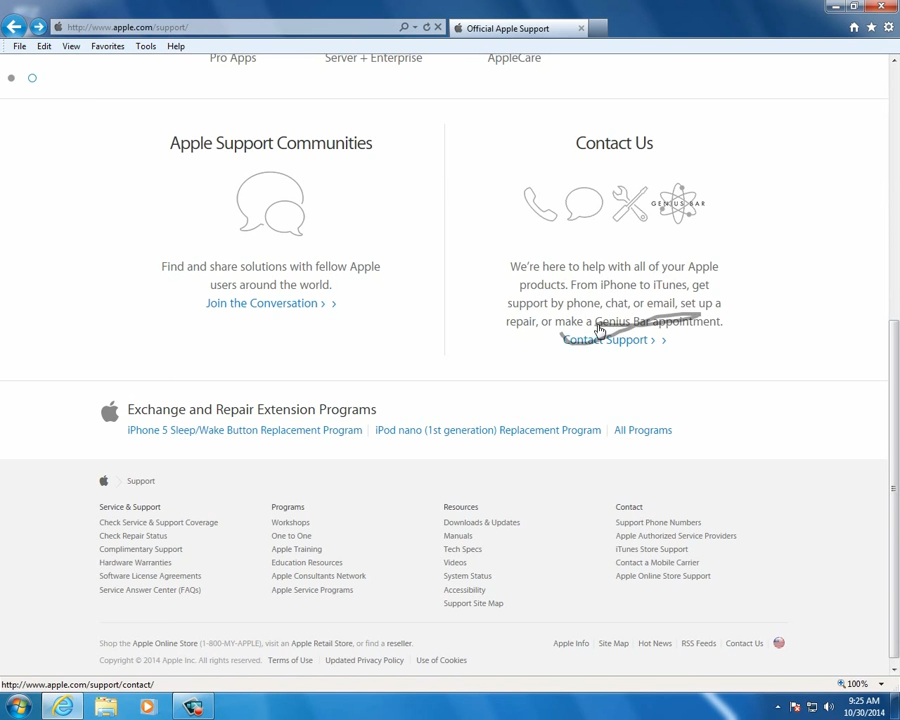 http://www.apple.com/support/
Official Apple Support
File Edit View Favorites Tools Help
Pro Apps Server + Enterprise AppleCare
Apple Support Communities
Find and share solutions with fellow Apple
users around the world.
Join the Conversation › ›
Contact Us
GENIUS BAR
We're here to help with all of your Apple
products. From iPhone to iTunes, get
support by phone, chat, or email, set up a
repair, or make a Genius Bar appointment.
Contact Support › ›
Exchange and Repair Extension Programs
iPhone 5 Sleep/Wake Button Replacement Program iPod nano (1st generation) Replacement Program All Programs
Support
Service & Support
Check Service & Support Coverage
Check Repair Status
Complimentary Support
Hardware Warranties
Software License Agreements
Service Answer Center (FAQs)
Programs
Workshops
One to One
Apple Training
Education Resources
Apple Consultants Network
Apple Service Programs
Resources
Downloads & Updates
Manuals
Tech Specs
Videos
System Status
Accessibility
Support Site Map
Contact
Support Phone Numbers
Apple Authorized Service Providers
iTunes Store Support
Contact a Mobile Carrier
Apple Online Store Support
Shop the Apple Online Store (1-800-MY-APPLE), visit an Apple Retail Store, or find a reseller.
Apple Info Site Map Hot News RSS Feeds Contact Us
Copyright © 2014 Apple Inc. All rights reserved. Terms of Use Updated Privacy Policy Use of Cookies
http://www.apple.com/support/contact/
100%
9:25 AM
10/30/2014